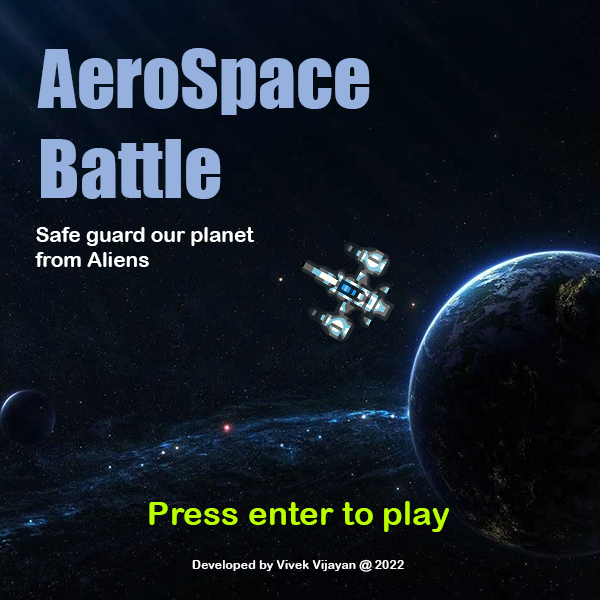 AeroSpace
Battle
Safe guard our planet
from Aliens
Press enter to play
Developed by Vivek Vijayan @ 2022